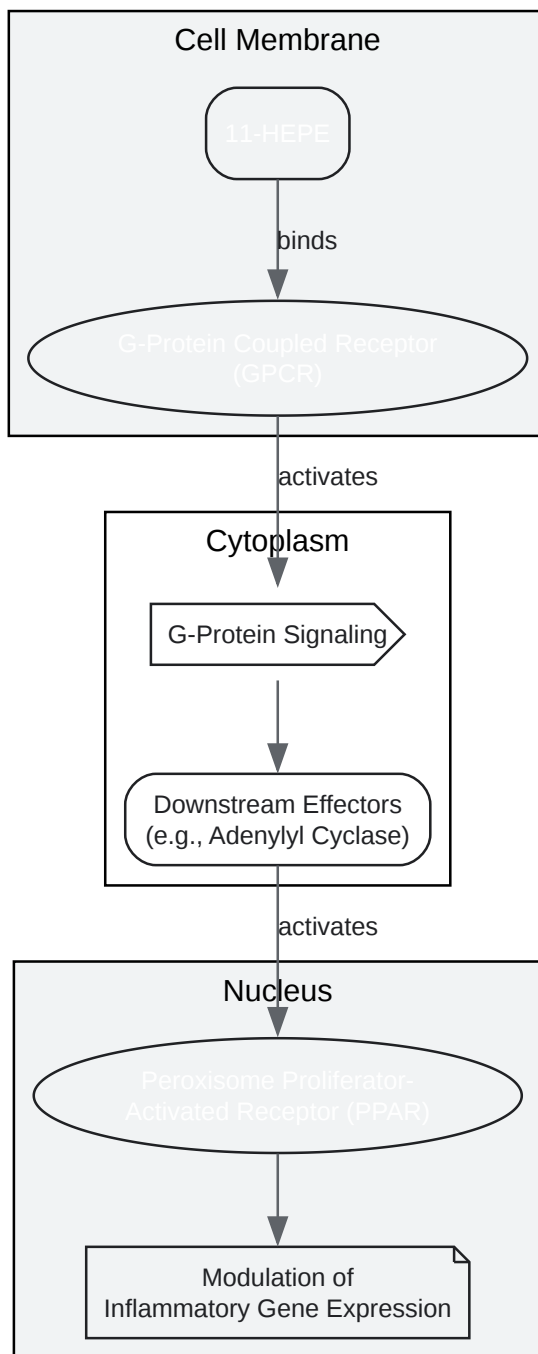 Cell Membrane
11-HEPE
binds
G-Protein Coupled Receptor
(GPCR)
activates
Cytoplasm
G-Protein Signaling
Downstream Effectors
(e.g., Adenylyl Cyclase)
activates
Nucleus
Peroxisome Proliferator-
Activated Receptor (PPAR)
Modulation of
Inflammatory Gene Expression